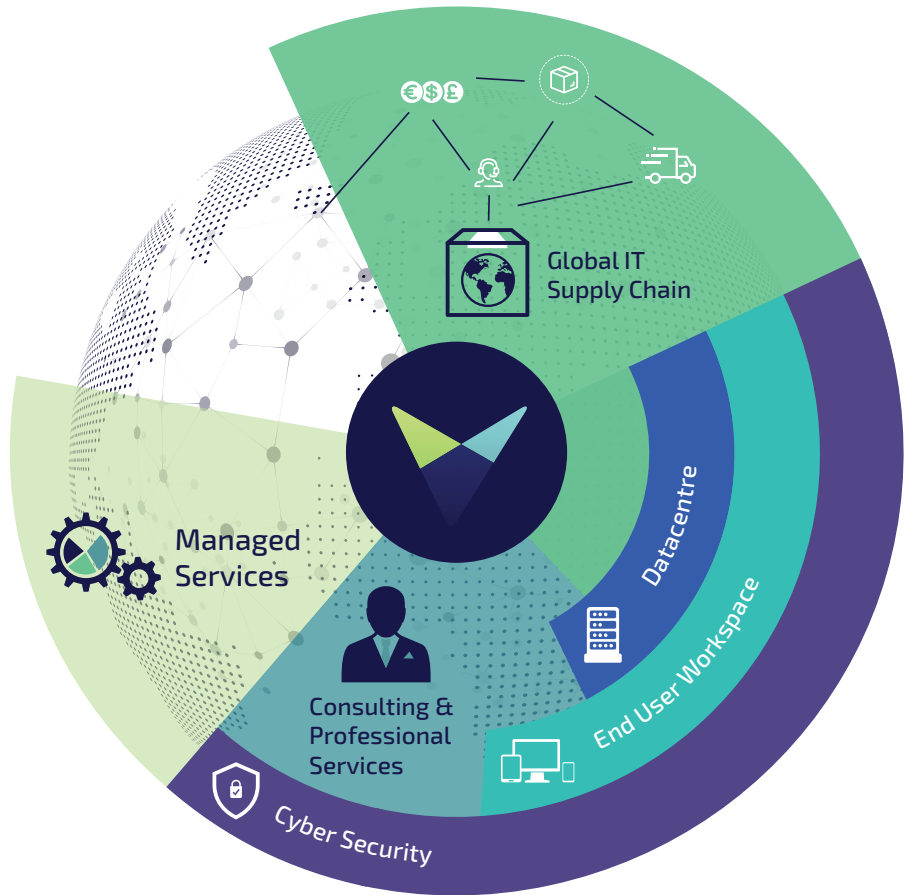 € $ £
Global IT
Supply Chain
Datacentre
End User Workspace
Managed
Services
Consulting &
Professional
Services
Cyber Security